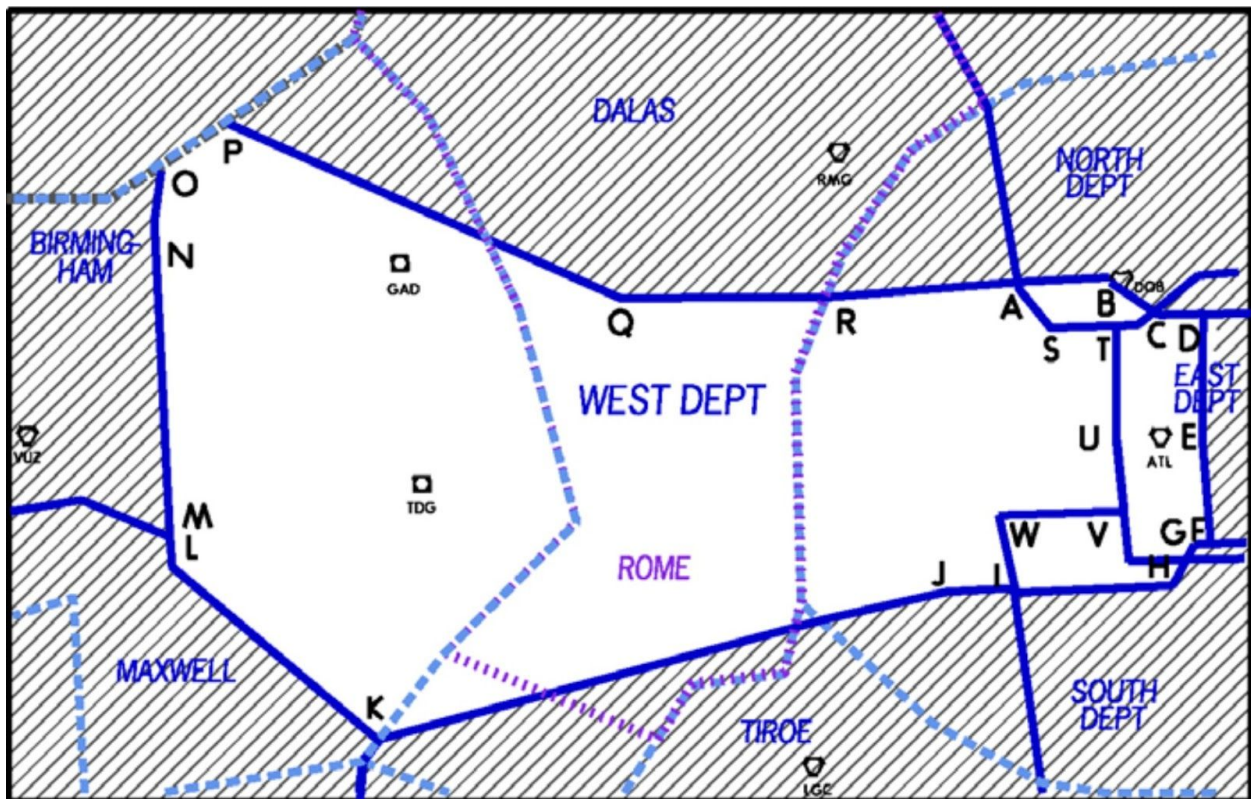 DALAS
P
RMG
NORTH
DEPT
O
BIRMING-
HAM
N
GAD
DOB
A
B
Q
R
S
T
C
D
WEST DEPT
EAST
DEPT
VUZ
U
ATL
E
TDG
M
L
W
V
G
F
ROME
J
I
H
MAXWELL
K
TIROE
SOUTH
DEPT
LGC